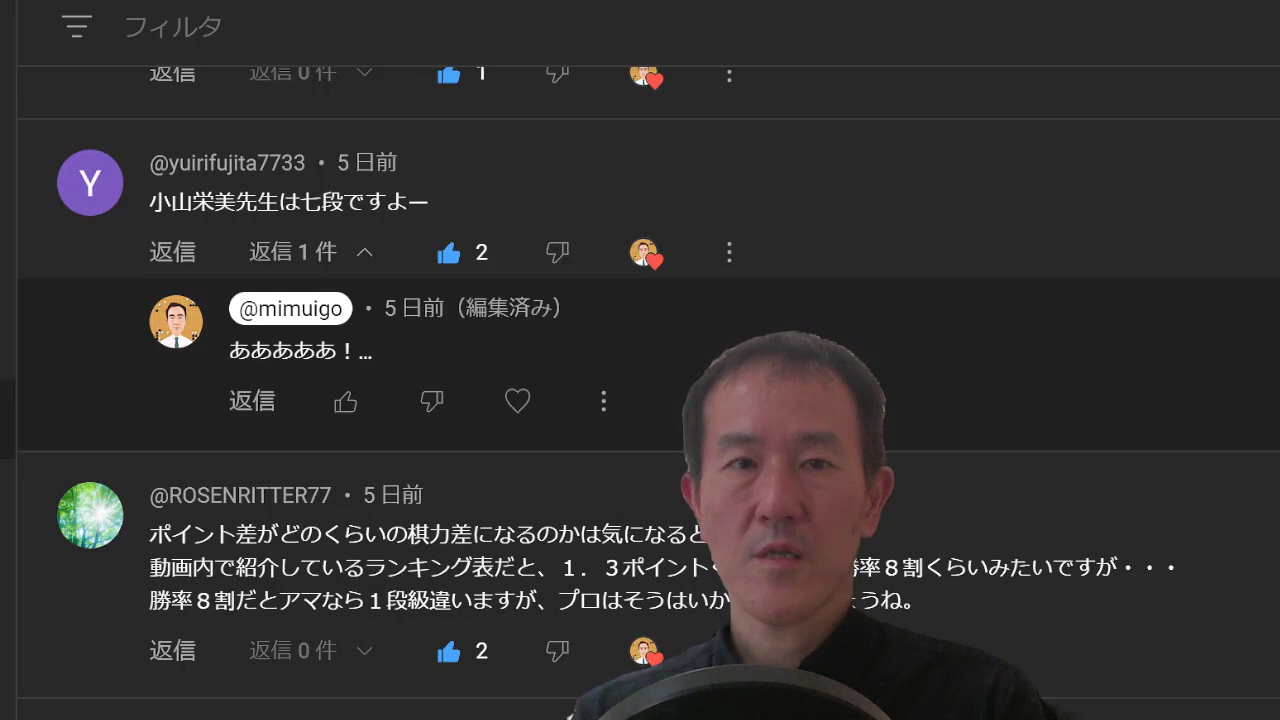 フィルタ
返信 返信 0 件 1
@yuirifujita7733 • 5 日前
小山栄美先生は七段ですよー
返信 返信 1 件 2
@mimuigo • 5 日前（編集済み）
あああああ！...
返信
@ROSENRITTER77 • 5 日前
ポイント差がどのくらいの棋力差になるのかは気になると
動画内で紹介しているランキング表だと、１．３ポイント 勝率８割くらいみたいですが・・・
勝率８割だとアマなら１段級違いますが、プロはそうはいか ょうね。
返信 返信 0 件 2
Y